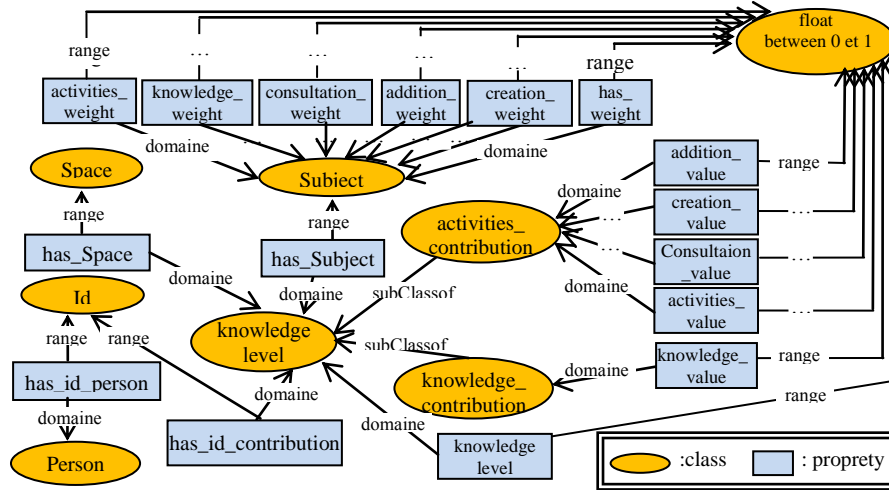 float
between 0 et 1
range
...
...
...
...
range
activities_
weight
knowledge_
weight
consultation_
weight
addition_
weight
creation_
weight
has_
weight
domaine
domaine
Space
Subject
addition_
value
range
domaine
range
range
activities_
contribution
creation_
value
...
has_Space
has_Subject
Consultaion
_value
...
domaine
domaine
subClassof
domaine
activities_
value
...
Id
knowledge
level
range
range
subClassof
knowledge_
value
range
has_id_person
domaine
knowledge_
contribution
domaine
domaine
domaine
range
has_id_contribution
knowledge
level
Person
:class
: proprety